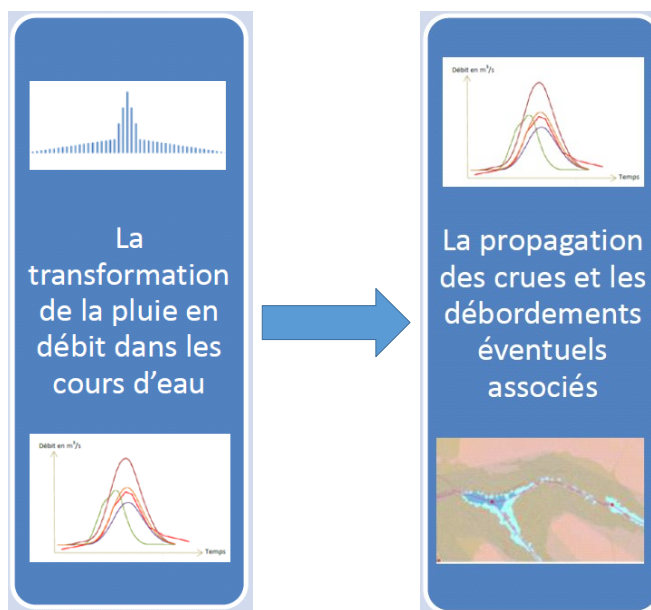 La
transformation
de la pluie en
débit dans les
cours d'eau
Débit en m³/s
Temps
Débit en m³/s
Temps
La propagation
des crues et les
débordements
éventuels
associés